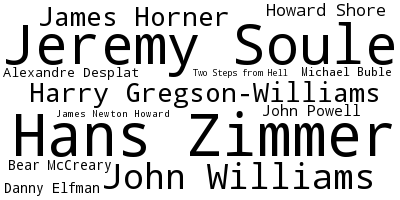 James Horner
Howard Shore
Jeremy Soule
Alexandre Desplat
Two Steps from Hell
Michael Buble
Harry Gregson-Williams
James Newton Howard
John Powell
Hans Zimmer
Bear McCreary
John Williams
Danny Elfman